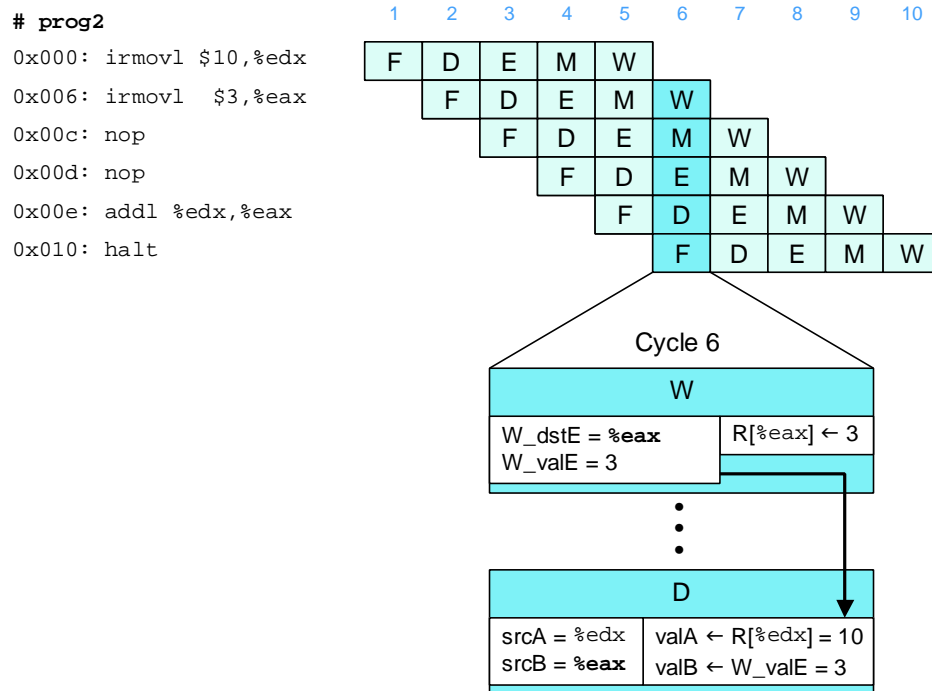 # prog2
1 2 3 4 5 6 7 8 9 10
0x000: irmovl $10,%edx F D E M W
0x006: irmovl  $3,%eax F D E M W
0x00c: nop F D E M W
0x00d: nop F D E M W
0x00e: addl %edx,%eax F D E M W
0x010: halt F D E M W
Cycle 6
W
W_dstE = %eax R[%eax] ← 3
W_valE = 3
D
srcA = %edx valA ← R[%edx] = 10
srcB = %eax valB ← W_valE = 3